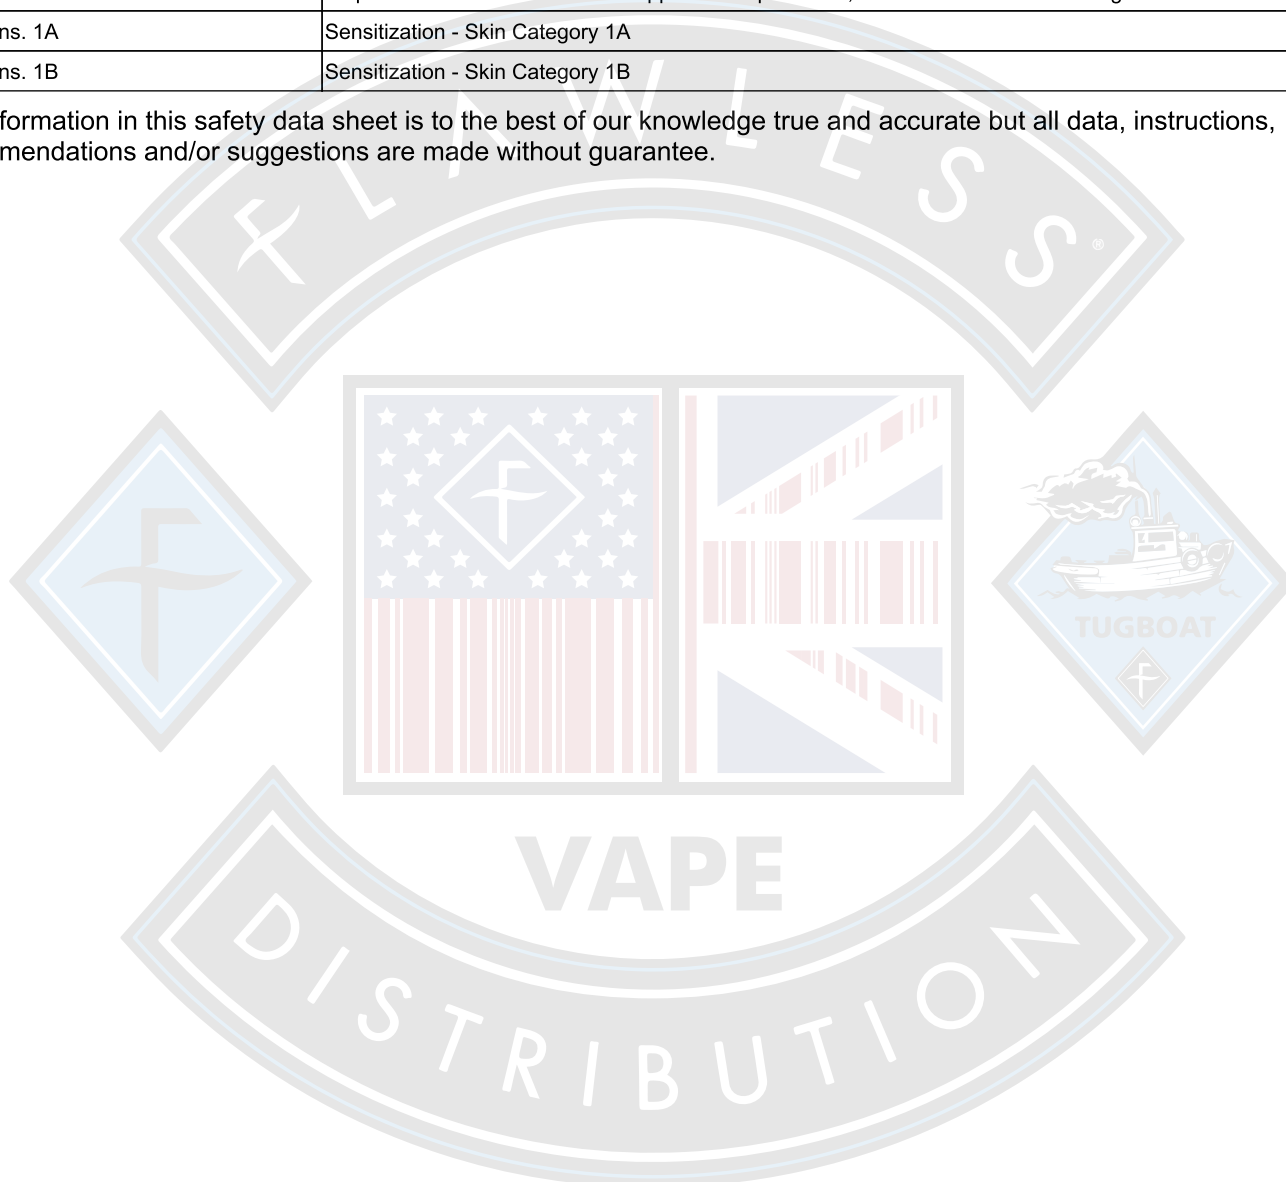 ns. 1A Sensitization - Skin Category 1A
ns. 1B Sensitization - Skin Category 1B
formation in this safety data sheet is to the best of our knowledge true and accurate but all data, instructions,
mendations and/or suggestions are made without guarantee.
FLAWLESS®
TUGBOAT
VAPE
DISTRIBUTION